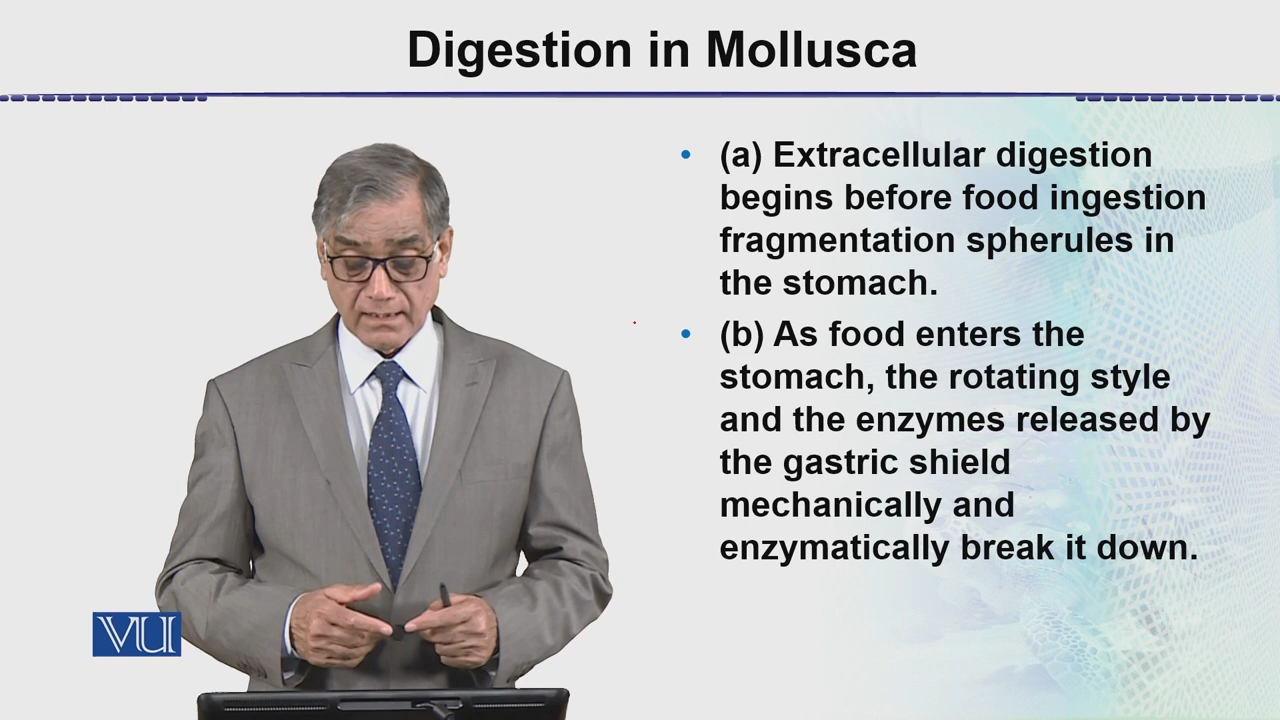 Digestion in Mollusca
• (a) Extracellular digestion
begins before food ingestion
fragmentation spherules in
the stomach.
• (b) As food enters the
stomach, the rotating style
and the enzymes released by
the gastric shield
mechanically and
enzymatically break it down.
VU